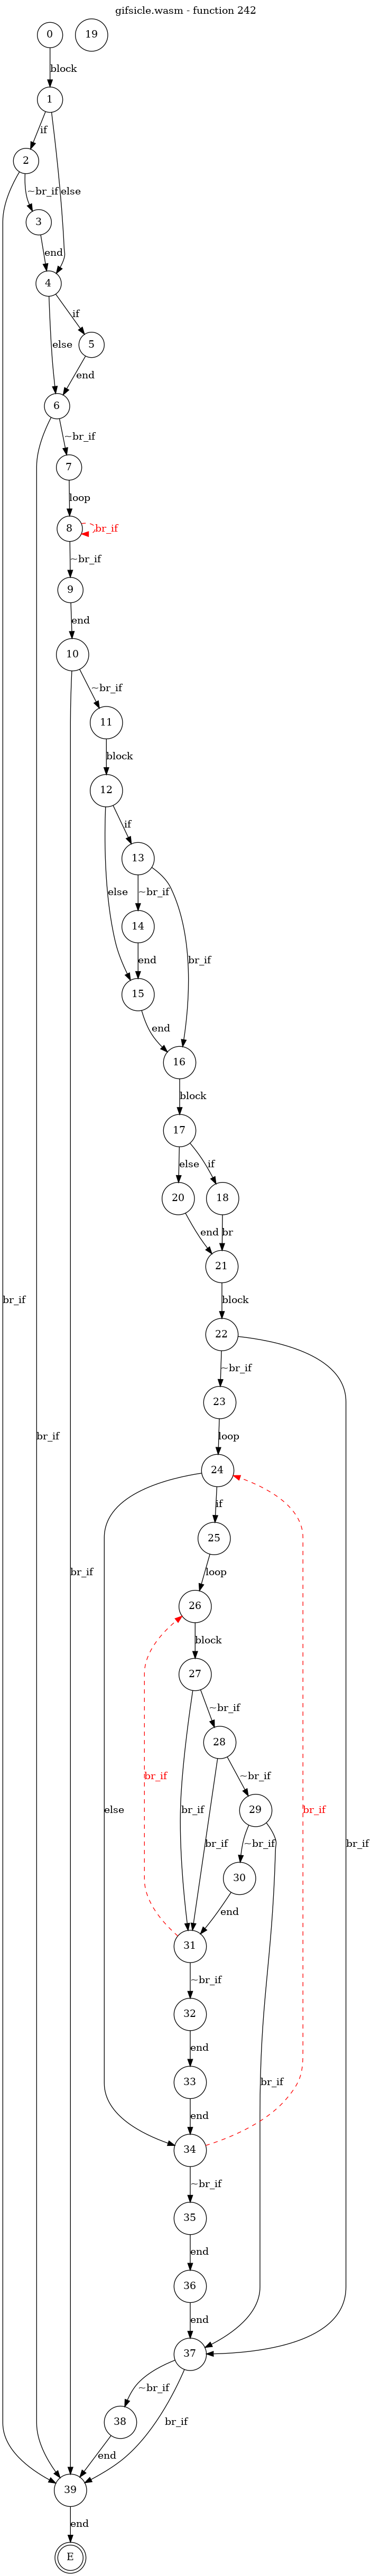 gifsicle.wasm - function 242
0 19
block
1
if
2
~br_if else
3
end
4
if
else 5
end
6
~br_if
7
loop
8 br_if
~br_if
9
end
10
~br_if
11
block
12
if
13
else ~br_if
14
br_if
end
15
end
16
block
17
else if
20 18
end br
21
br_if block
22
~br_if
23
br_if loop
24
if
25
br_if loop
26
block
27
~br_if
28
br_if ~br_if
else br_if br_if 29 br_if br_if
~br_if
30
end
31
~br_if
32
end
br_if
33
end
34
~br_if
35
end
36
end
37
~br_if
38 br_if
end
39
end
E